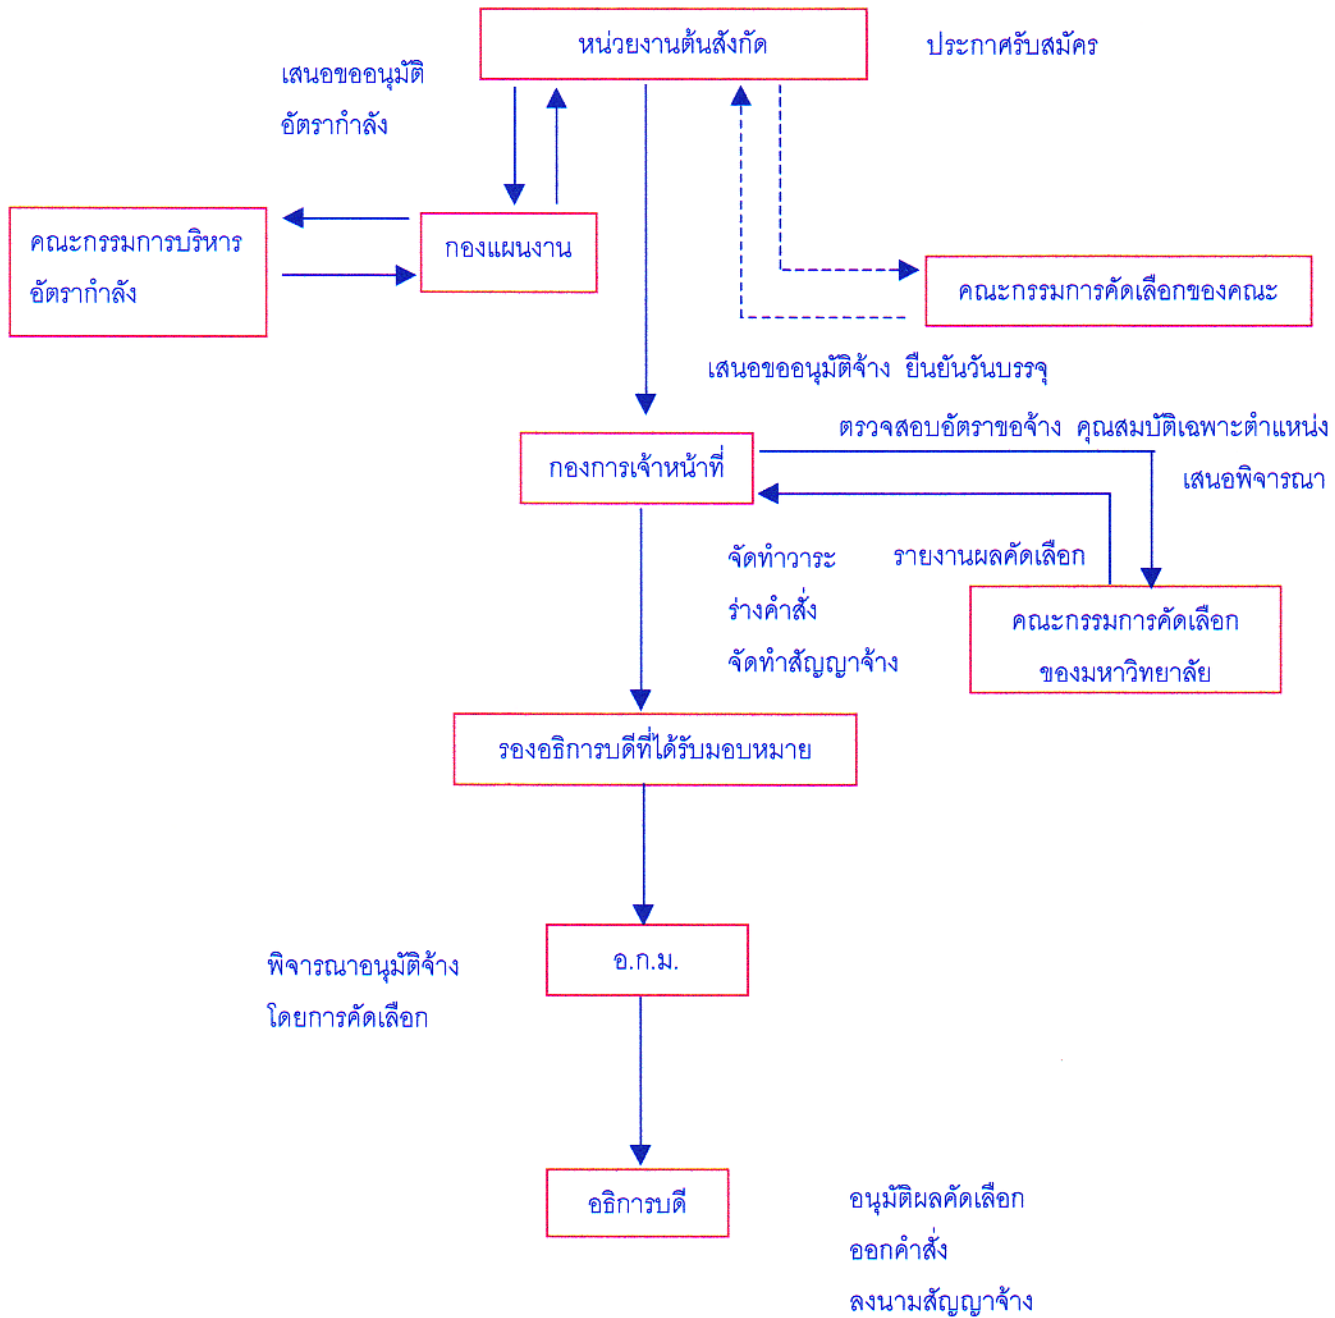 หน่วยงานต้นสังกัด
ประกาศรับสมัคร
เสนอขออนุมัติ
อัตรากำลัง
คณะกรรมการบริหาร
อัตรากำลัง
กองแผนงาน
คณะกรรมการคัดเลือกของคณะ
เสนอขออนุมัติจ้าง ยืนยันวันบรรจุ
ตรวจสอบอัตราขอจ้าง คุณสมบัติเฉพาะตำแหน่ง
เสนอพิจารณา
กองการเจ้าหน้าที่
จัดทำวาระ
ร่างคำสั่ง
จัดทำสัญญาจ้าง
รายงานผลคัดเลือก
คณะกรรมการคัดเลือก
ของมหาวิทยาลัย
รองอธิการบดีที่ได้รับมอบหมาย
อ.ก.ม.
พิจารณาอนุมัติจ้าง
โดยการคัดเลือก
อธิการบดี
อนุมัติผลคัดเลือก
ออกคำสั่ง
ลงนามสัญญาจ้าง